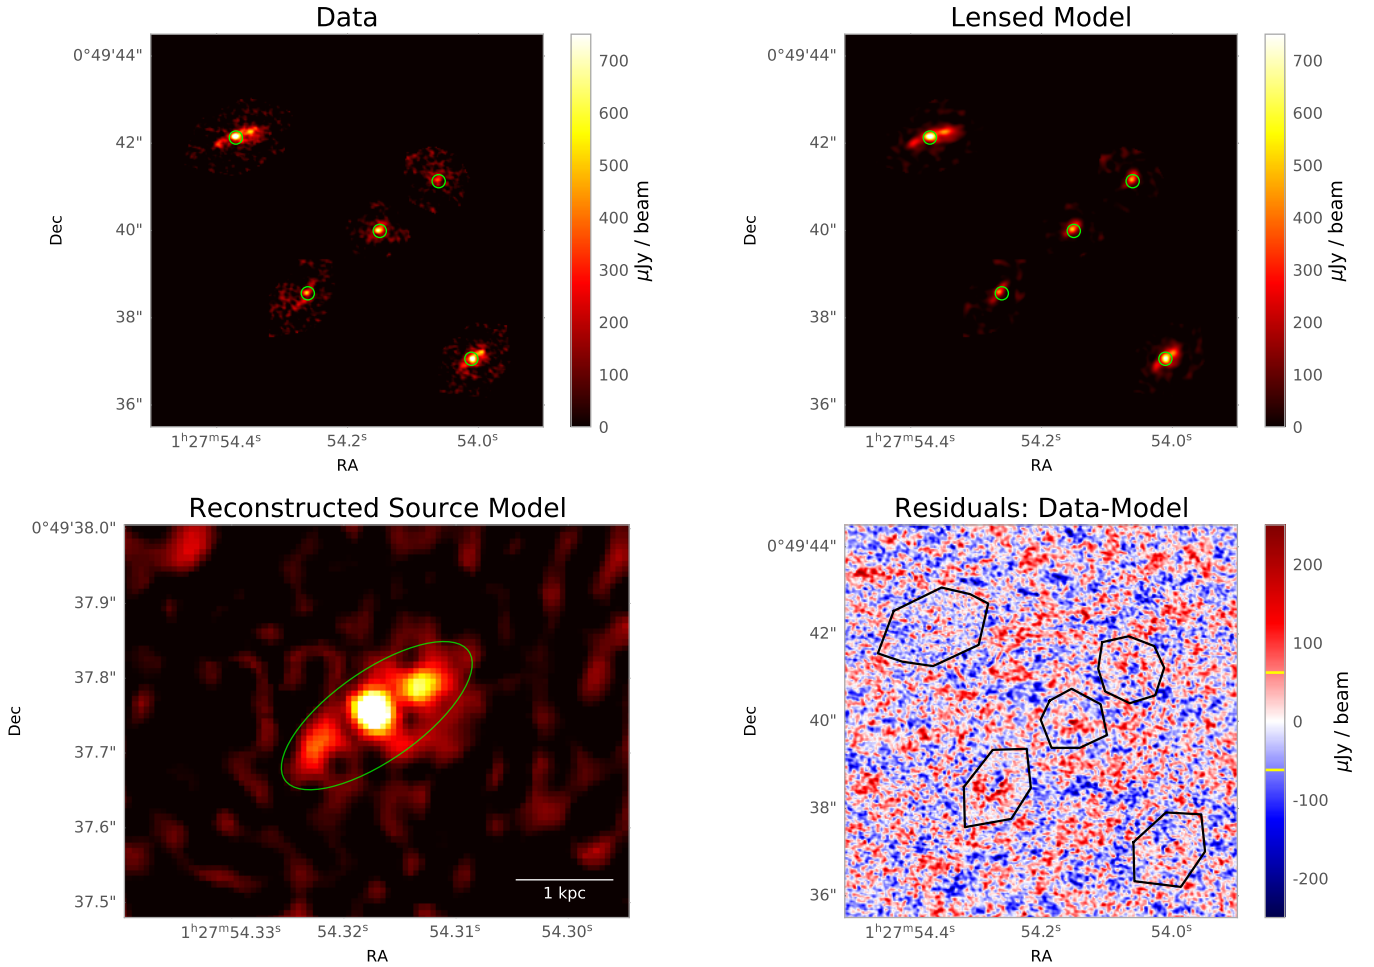 Data
0°49'44"
42"
40"
38"
36"
Dec
1ʰ27ᵐ54.4ˢ 54.2ˢ 54.0ˢ
RA
700
600
500
400
300
200
100
0
μJy / beam
Lensed Model
0°49'44"
42"
40"
38"
36"
Dec
1ʰ27ᵐ54.4ˢ 54.2ˢ 54.0ˢ
RA
700
600
500
400
300
200
100
0
μJy / beam
Reconstructed Source Model
0°49'38.0"
37.9"
37.8"
37.7"
37.6"
37.5"
Dec
1 kpc
1ʰ27ᵐ54.33ˢ 54.32ˢ 54.31ˢ 54.30ˢ
RA
Residuals: Data-Model
0°49'44"
42"
40"
38"
36"
Dec
1ʰ27ᵐ54.4ˢ 54.2ˢ 54.0ˢ
RA
200
100
0
-100
-200
μJy / beam